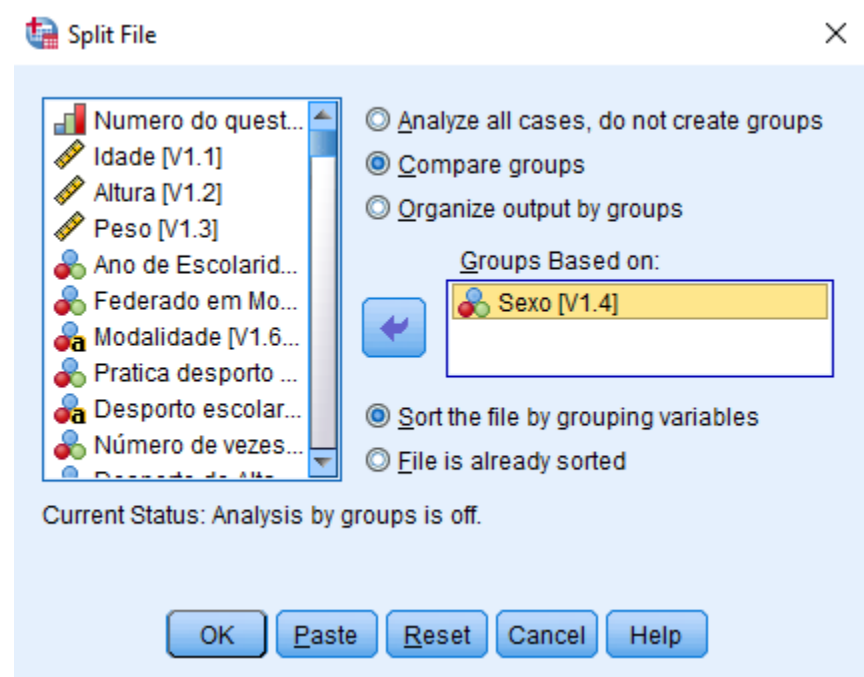 Split File
Numero do quest...
Idade [V1.1]
Altura [V1.2]
Peso [V1.3]
Ano de Escolarid...
Federado em Mo...
Modalidade [V1.6...
Pratica desporto ...
Desporto escolar...
Número de vezes...
Analyze all cases, do not create groups
Compare groups
Organize output by groups
Groups Based on:
Sexo [V1.4]
Sort the file by grouping variables
File is already sorted
Current Status: Analysis by groups is off.
OK Paste Reset Cancel Help